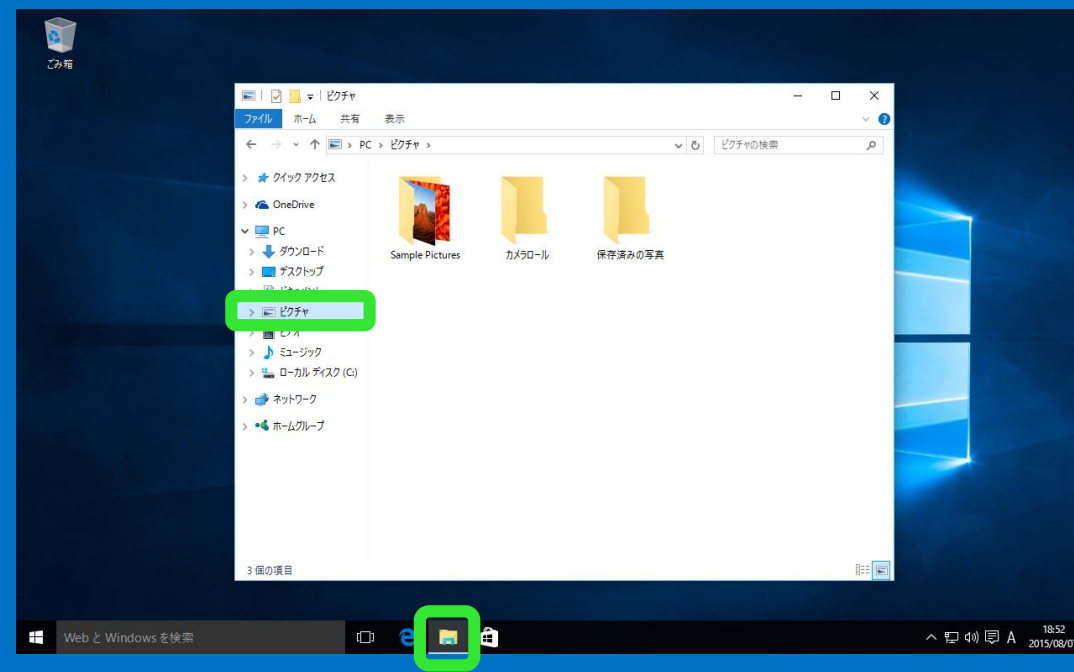 ごみ箱
ピクチャ
ファイル ホーム 共有 表示
PC ピクチャ
ピクチャの検索
クイック アクセス
OneDrive
PC
ダウンロード
デスクトップ
ピクチャ
ミュージック
ローカル ディスク (C:)
ネットワーク
ホームグループ
Sample Pictures
カメラロール
保存済みの写真
3 個の項目
Web と Windows を検索
A
18:52